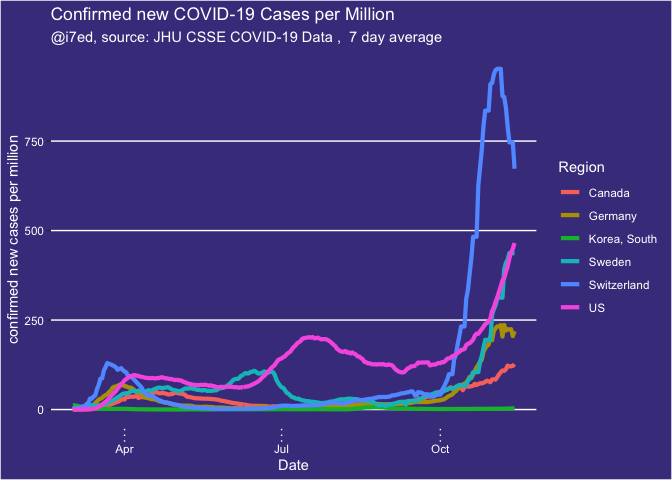 Confirmed new COVID-19 Cases per Million
@i7ed, source: JHU CSSE COVID-19 Data ,  7 day average
confirmed new cases per million
750
500
250
0
Apr
Jul
Oct
Date
Region
Canada
Germany
Korea, South
Sweden
Switzerland
US